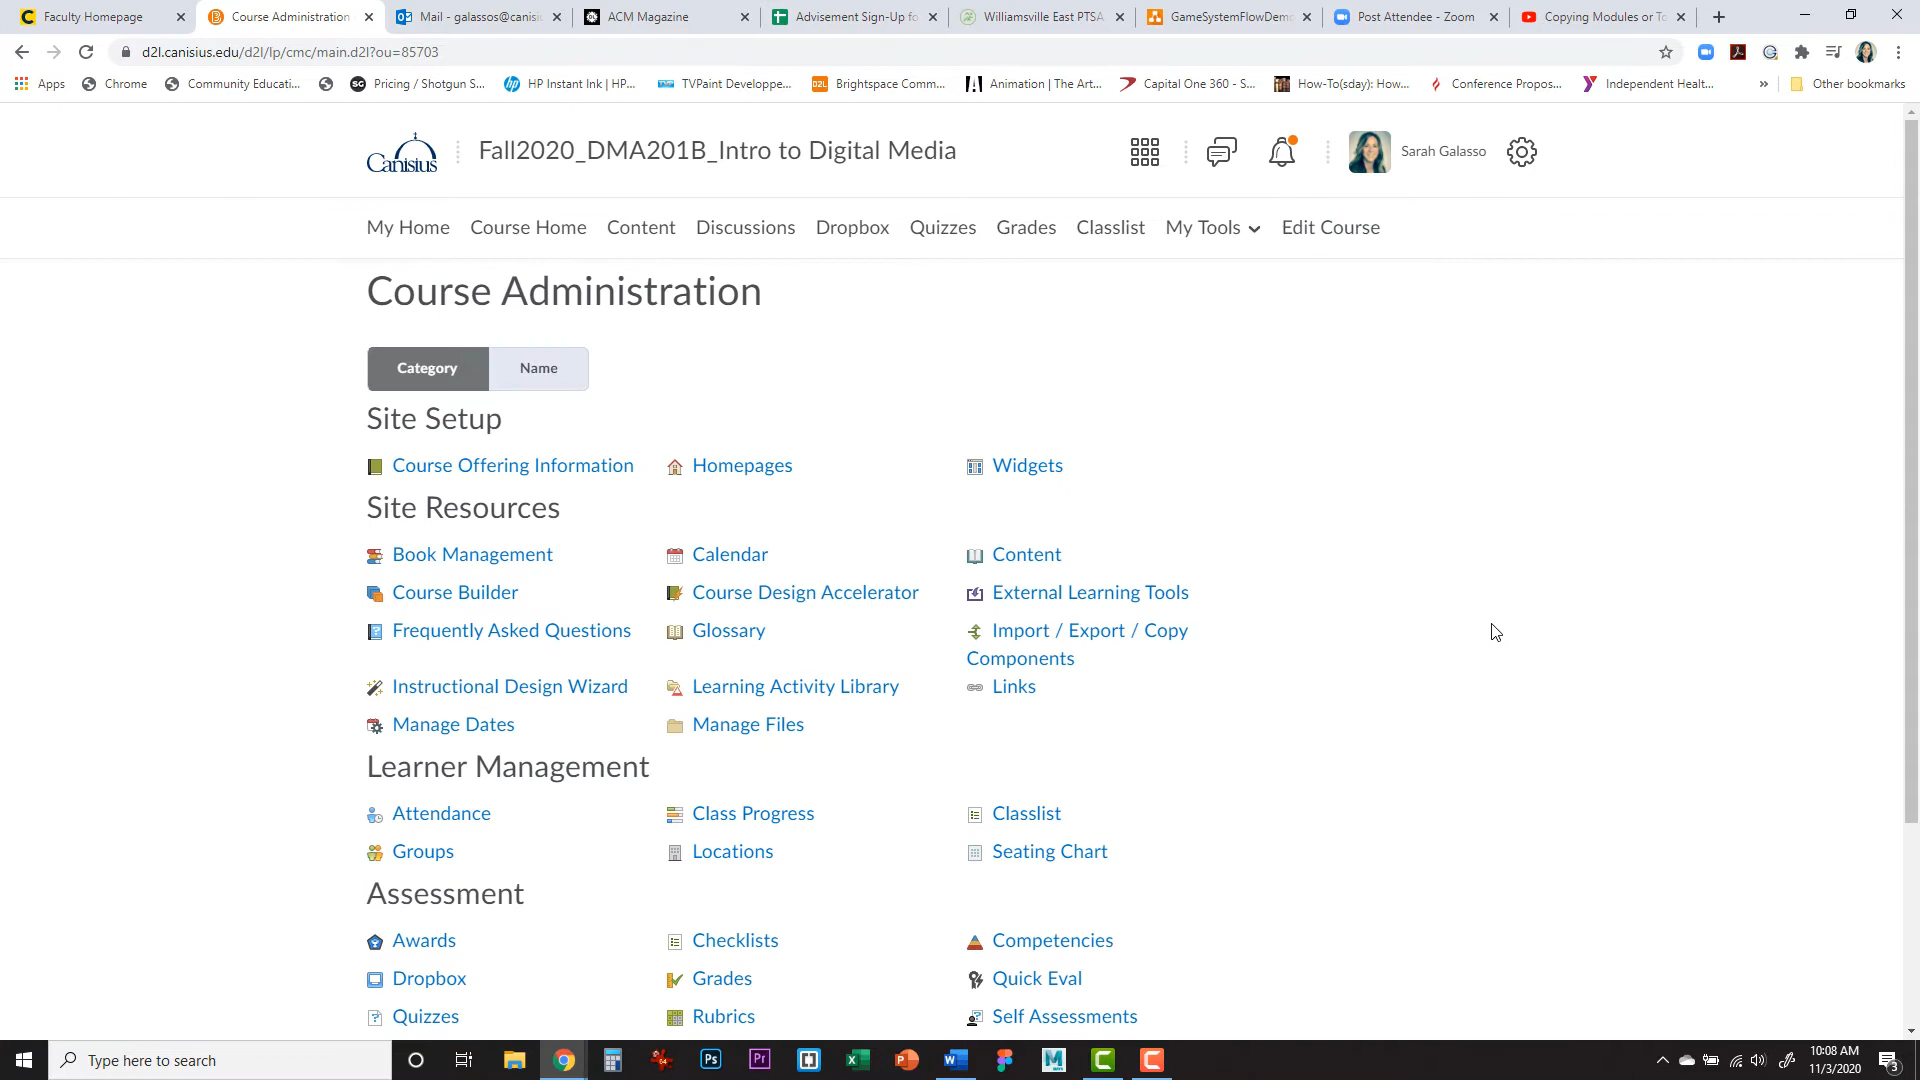 Faculty Homepage
Course Administration
Mail - galassos@canisi
ACM Magazine
Advisement Sign-Up fo
Williamsville East PTSA
GameSystemFlowDemo
Post Attendee - Zoom
Copying Modules or To
d2l.canisius.edu/d2l/lp/cmc/main.d2l?ou=85703
Apps
Chrome
Community Educati...
Pricing / Shotgun S...
HP Instant Ink | HP...
TVPaint Developpe...
Brightspace Comm...
Animation | The Art...
Capital One 360 - S...
How-To(sday): How...
Conference Propos...
Independent Healt...
»
Other bookmarks
Canisius
Fall2020_DMA201B_Intro to Digital Media
Sarah Galasso
My Home Course Home Content Discussions Dropbox Quizzes Grades Classlist My Tools Edit Course
Course Administration
Category Name
Site Setup
Course Offering Information Homepages Widgets
Site Resources
Book Management Calendar Content
Course Builder Course Design Accelerator External Learning Tools
Frequently Asked Questions Glossary Import / Export / Copy
Components
Instructional Design Wizard Learning Activity Library Links
Manage Dates Manage Files
Learner Management
Attendance Class Progress Classlist
Groups Locations Seating Chart
Assessment
Awards Checklists Competencies
Dropbox Grades Quick Eval
Quizzes Rubrics Self Assessments
Type here to search
10:08 AM
11/3/2020
3